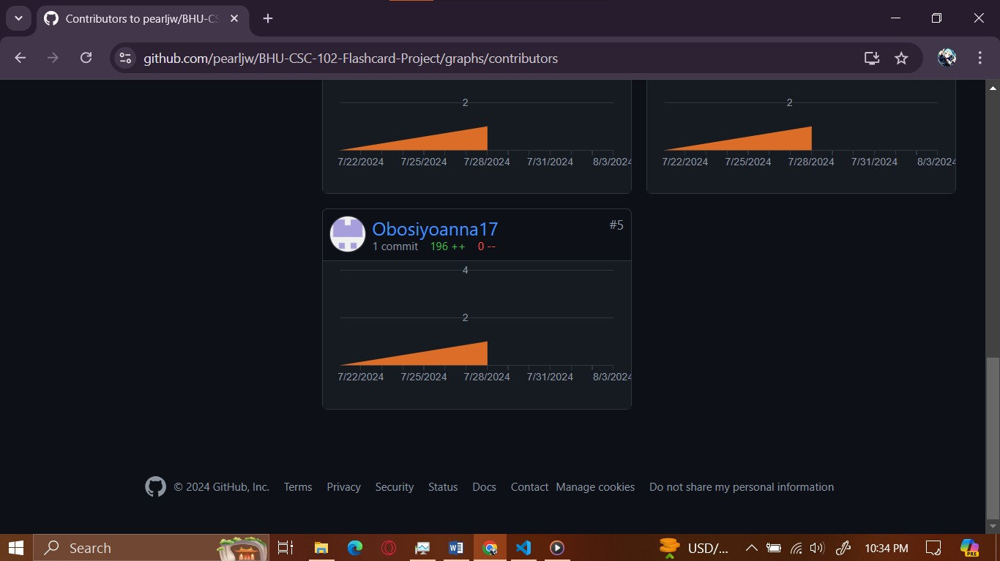 Contributors to pearljw/BHU-CS
github.com/pearljw/BHU-CSC-102-Flashcard-Project/graphs/contributors
2
2
7/22/2024 7/25/2024 7/28/2024 7/31/2024 8/3/2024
7/22/2024 7/25/2024 7/28/2024 7/31/2024 8/3/2024
Obosiyoanna17 #5
1 commit 196 ++ 0 --
4
2
7/22/2024 7/25/2024 7/28/2024 7/31/2024 8/3/2024
© 2024 GitHub, Inc. Terms Privacy Security Status Docs Contact Manage cookies Do not share my personal information
Search USD/... 10:34 PM
PRE